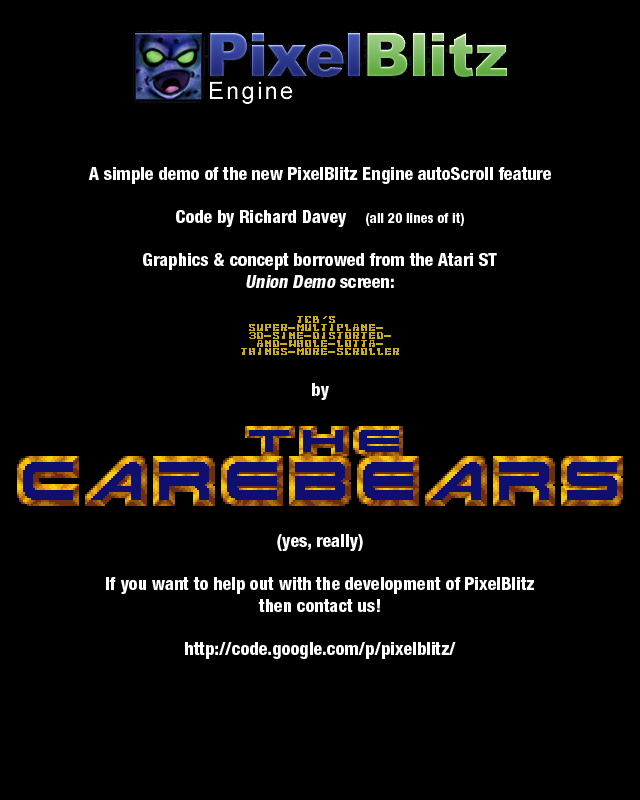 PixelBlitz
Engine
A simple demo of the new PixelBlitz Engine autoScroll feature
Code by Richard Davey (all 20 lines of it)
Graphics & concept borrowed from the Atari ST
Union Demo screen:
TCB'S
SUPER-MULTIPLANE-
3D-SINE-DISTORTED-
AND-WHOLE-LOTTA-
THINGS-MORE-SCROLLER
by
THE
CAREBEARS
(yes, really)
If you want to help out with the development of PixelBlitz
then contact us!
http://code.google.com/p/pixelblitz/